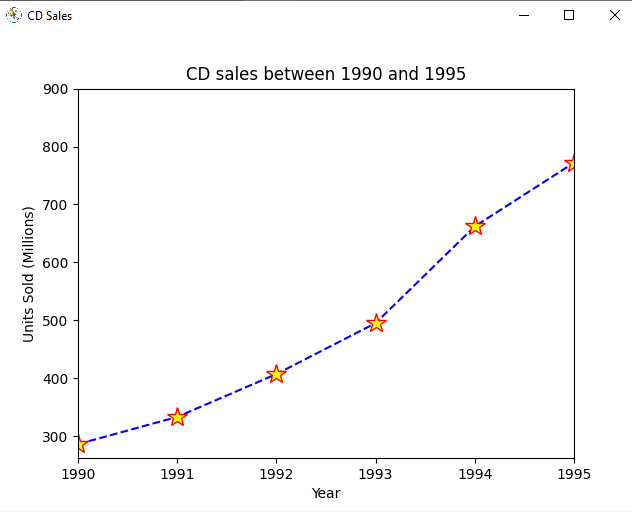 CD Sales
CD sales between 1990 and 1995
900
800
700
600
500
400
300
Units Sold (Millions)
1990 1991 1992 1993 1994 1995
Year